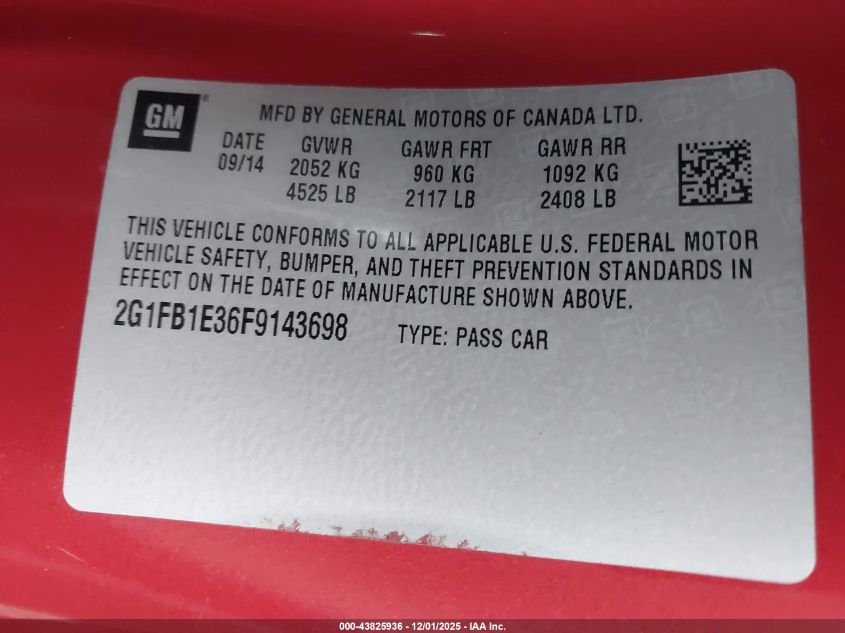 GM ®
MFD BY GENERAL MOTORS OF CANADA LTD.
DATE GVWR GAWR FRT GAWR RR
09/14 2052 KG 960 KG 1092 KG
4525 LB 2117 LB 2408 LB
THIS VEHICLE CONFORMS TO ALL APPLICABLE U.S. FEDERAL MOTOR
VEHICLE SAFETY, BUMPER, AND THEFT PREVENTION STANDARDS IN
EFFECT ON THE DATE OF MANUFACTURE SHOWN ABOVE.
2G1FB1E36F9143698 TYPE: PASS CAR
000-43825936 - 12/01/2025 - IAA Inc.